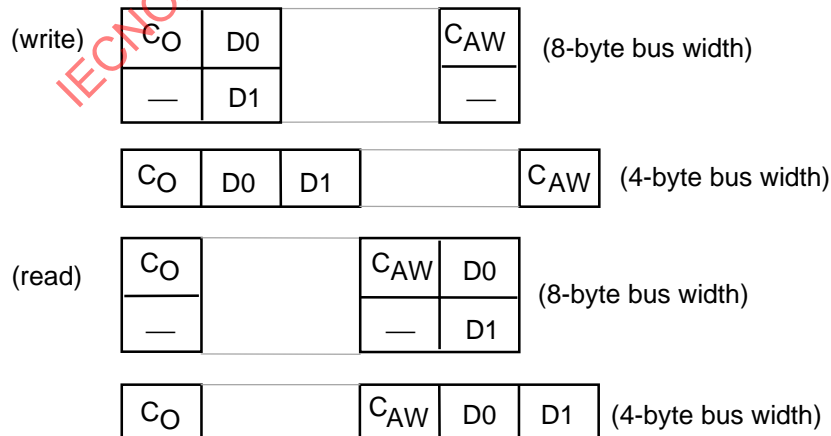 (write) CO D0 CAW (8-byte bus width)
— D1 —
CO D0 D1 CAW (4-byte bus width)
(read) CO CAW D0 (8-byte bus width)
— — D1
CO CAW D0 D1 (4-byte bus width)
IECNO